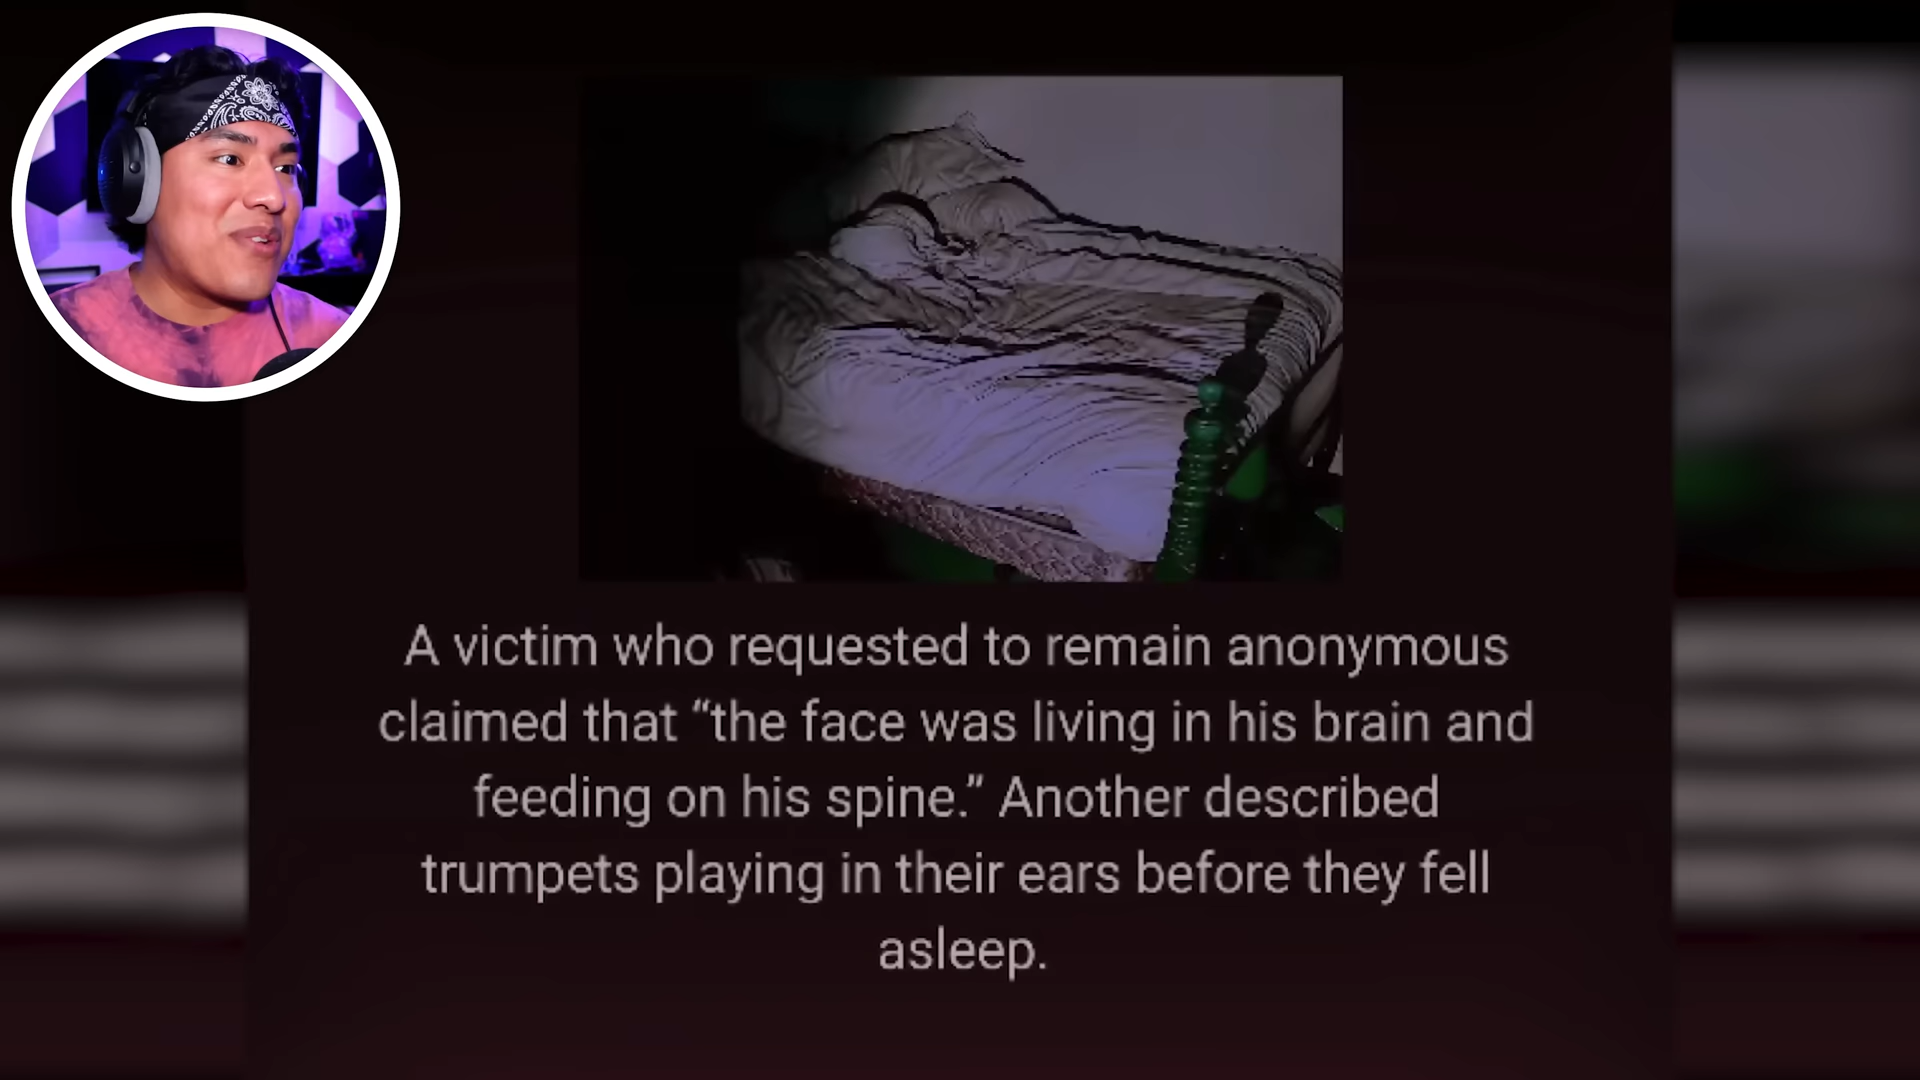 A victim who requested to remain anonymous
claimed that “the face was living in his brain and
feeding on his spine.” Another described
trumpets playing in their ears before they fell
asleep.